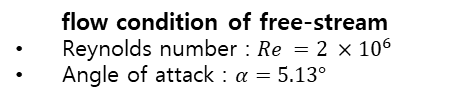 flow condition of free-stream
• Reynolds number : Re = 2 × 10⁶
• Angle of attack : α = 5.13°